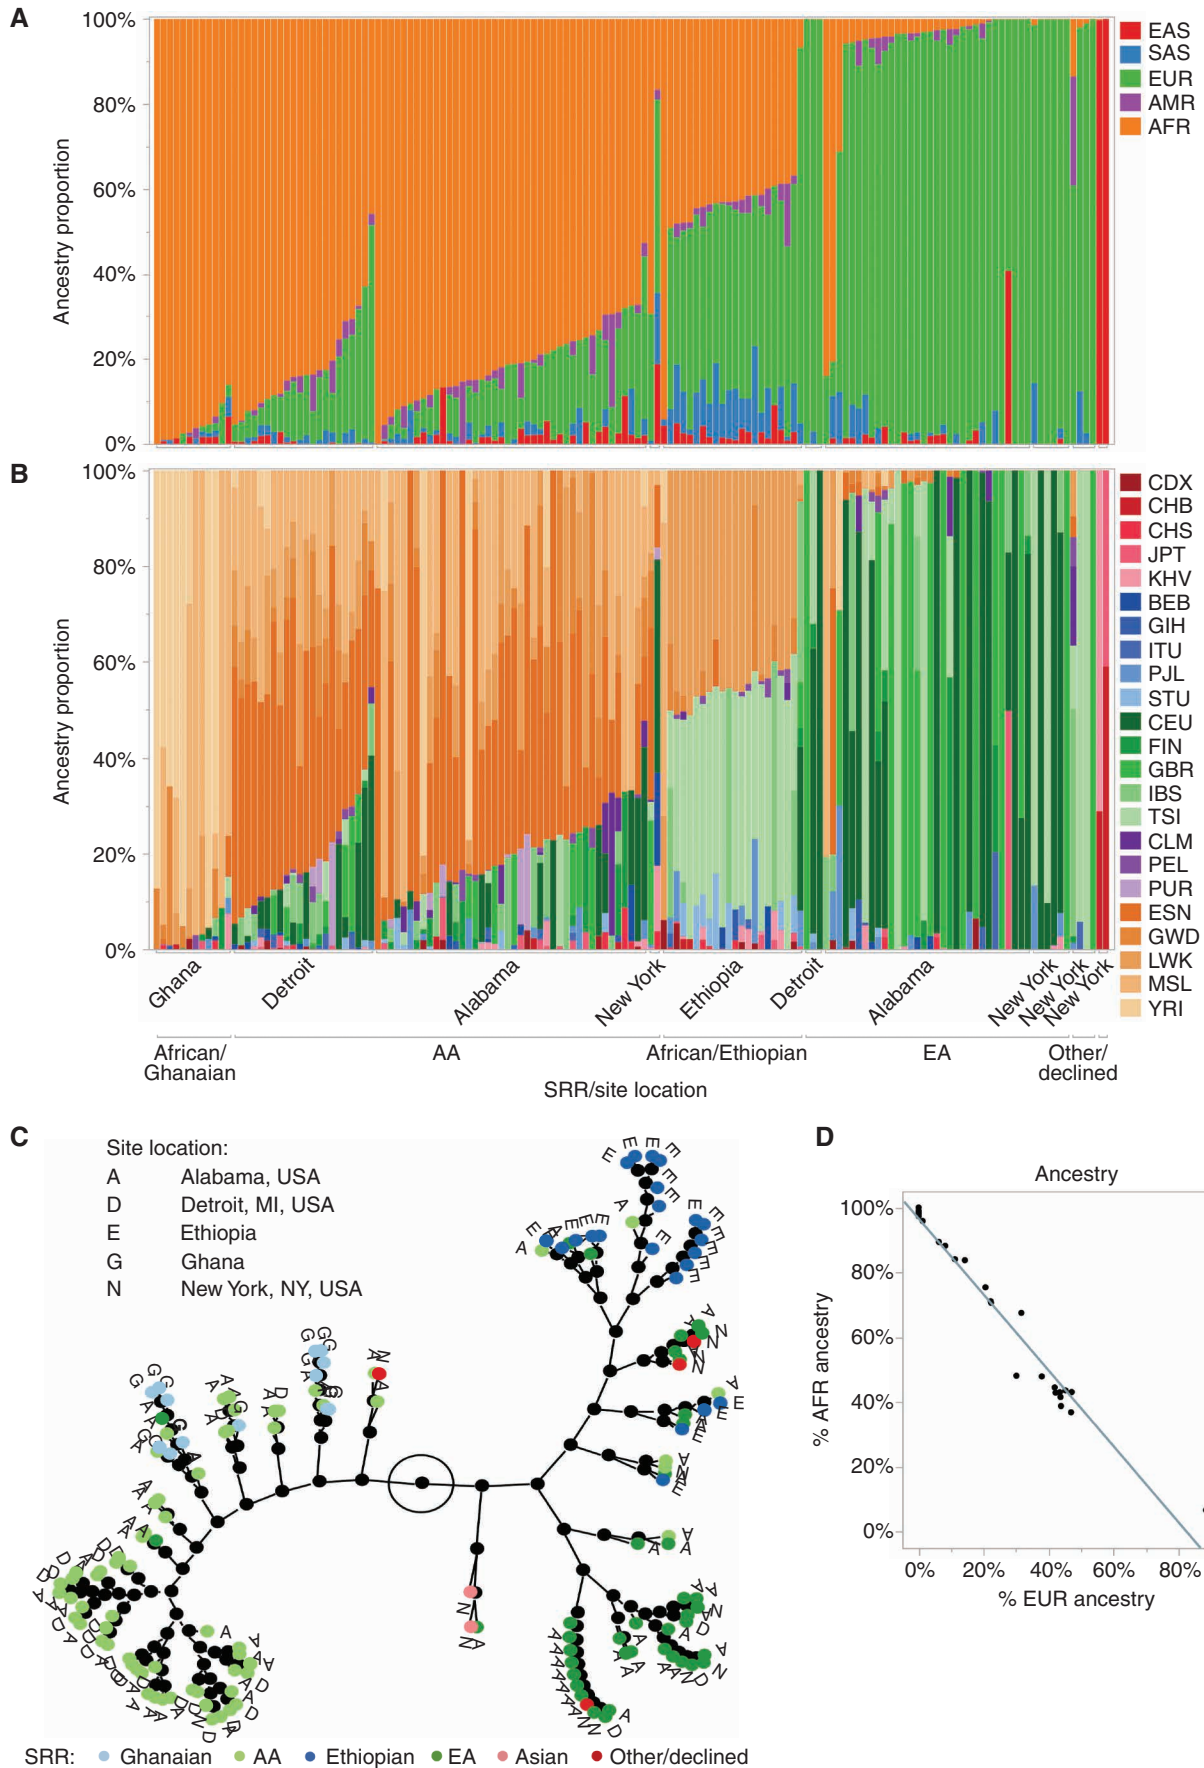 A
100%
80%
60%
40%
20%
0%
Ancestry proportion
EAS
SAS
EUR
AMR
AFR
B
100%
80%
60%
40%
20%
0%
Ancestry proportion
CDX
CHB
CHS
JPT
KHV
BEB
GIH
ITU
PJL
STU
CEU
FIN
GBR
IBS
TSI
CLM
PEL
PUR
ESN
GWD
LWK
MSL
YRI
Ghana
Detroit
Alabama
New York
Ethiopia
Detroit
Alabama
New York
New York
New York
African/
Ghanaian
AA
African/Ethiopian
EA
Other/
declined
SRR/site location
C
Site location:
A Alabama, USA
D Detroit, MI, USA
E Ethiopia
G Ghana
N New York, NY, USA
SRR: Ghanaian AA Ethiopian EA Asian Other/declined
D
Ancestry
100%
80%
60%
40%
20%
0%
% AFR ancestry
0% 20% 40% 60% 80%
% EUR ancestry